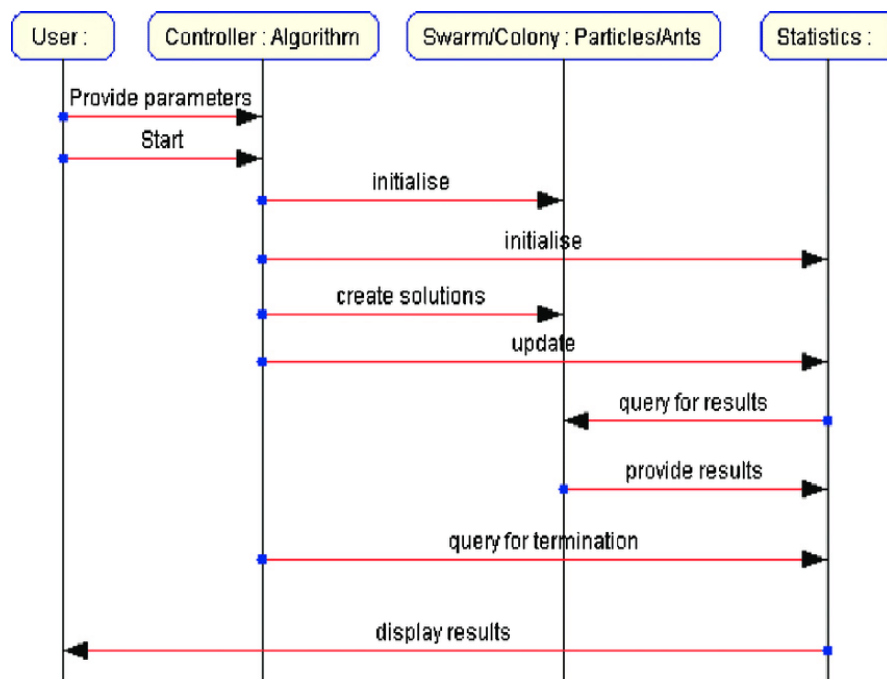 User :
Controller : Algorithm
Swarm/Colony : Particles/Ants
Statistics :
Provide parameters
Start
initialise
initialise
create solutions
update
query for results
provide results
query for termination
display results